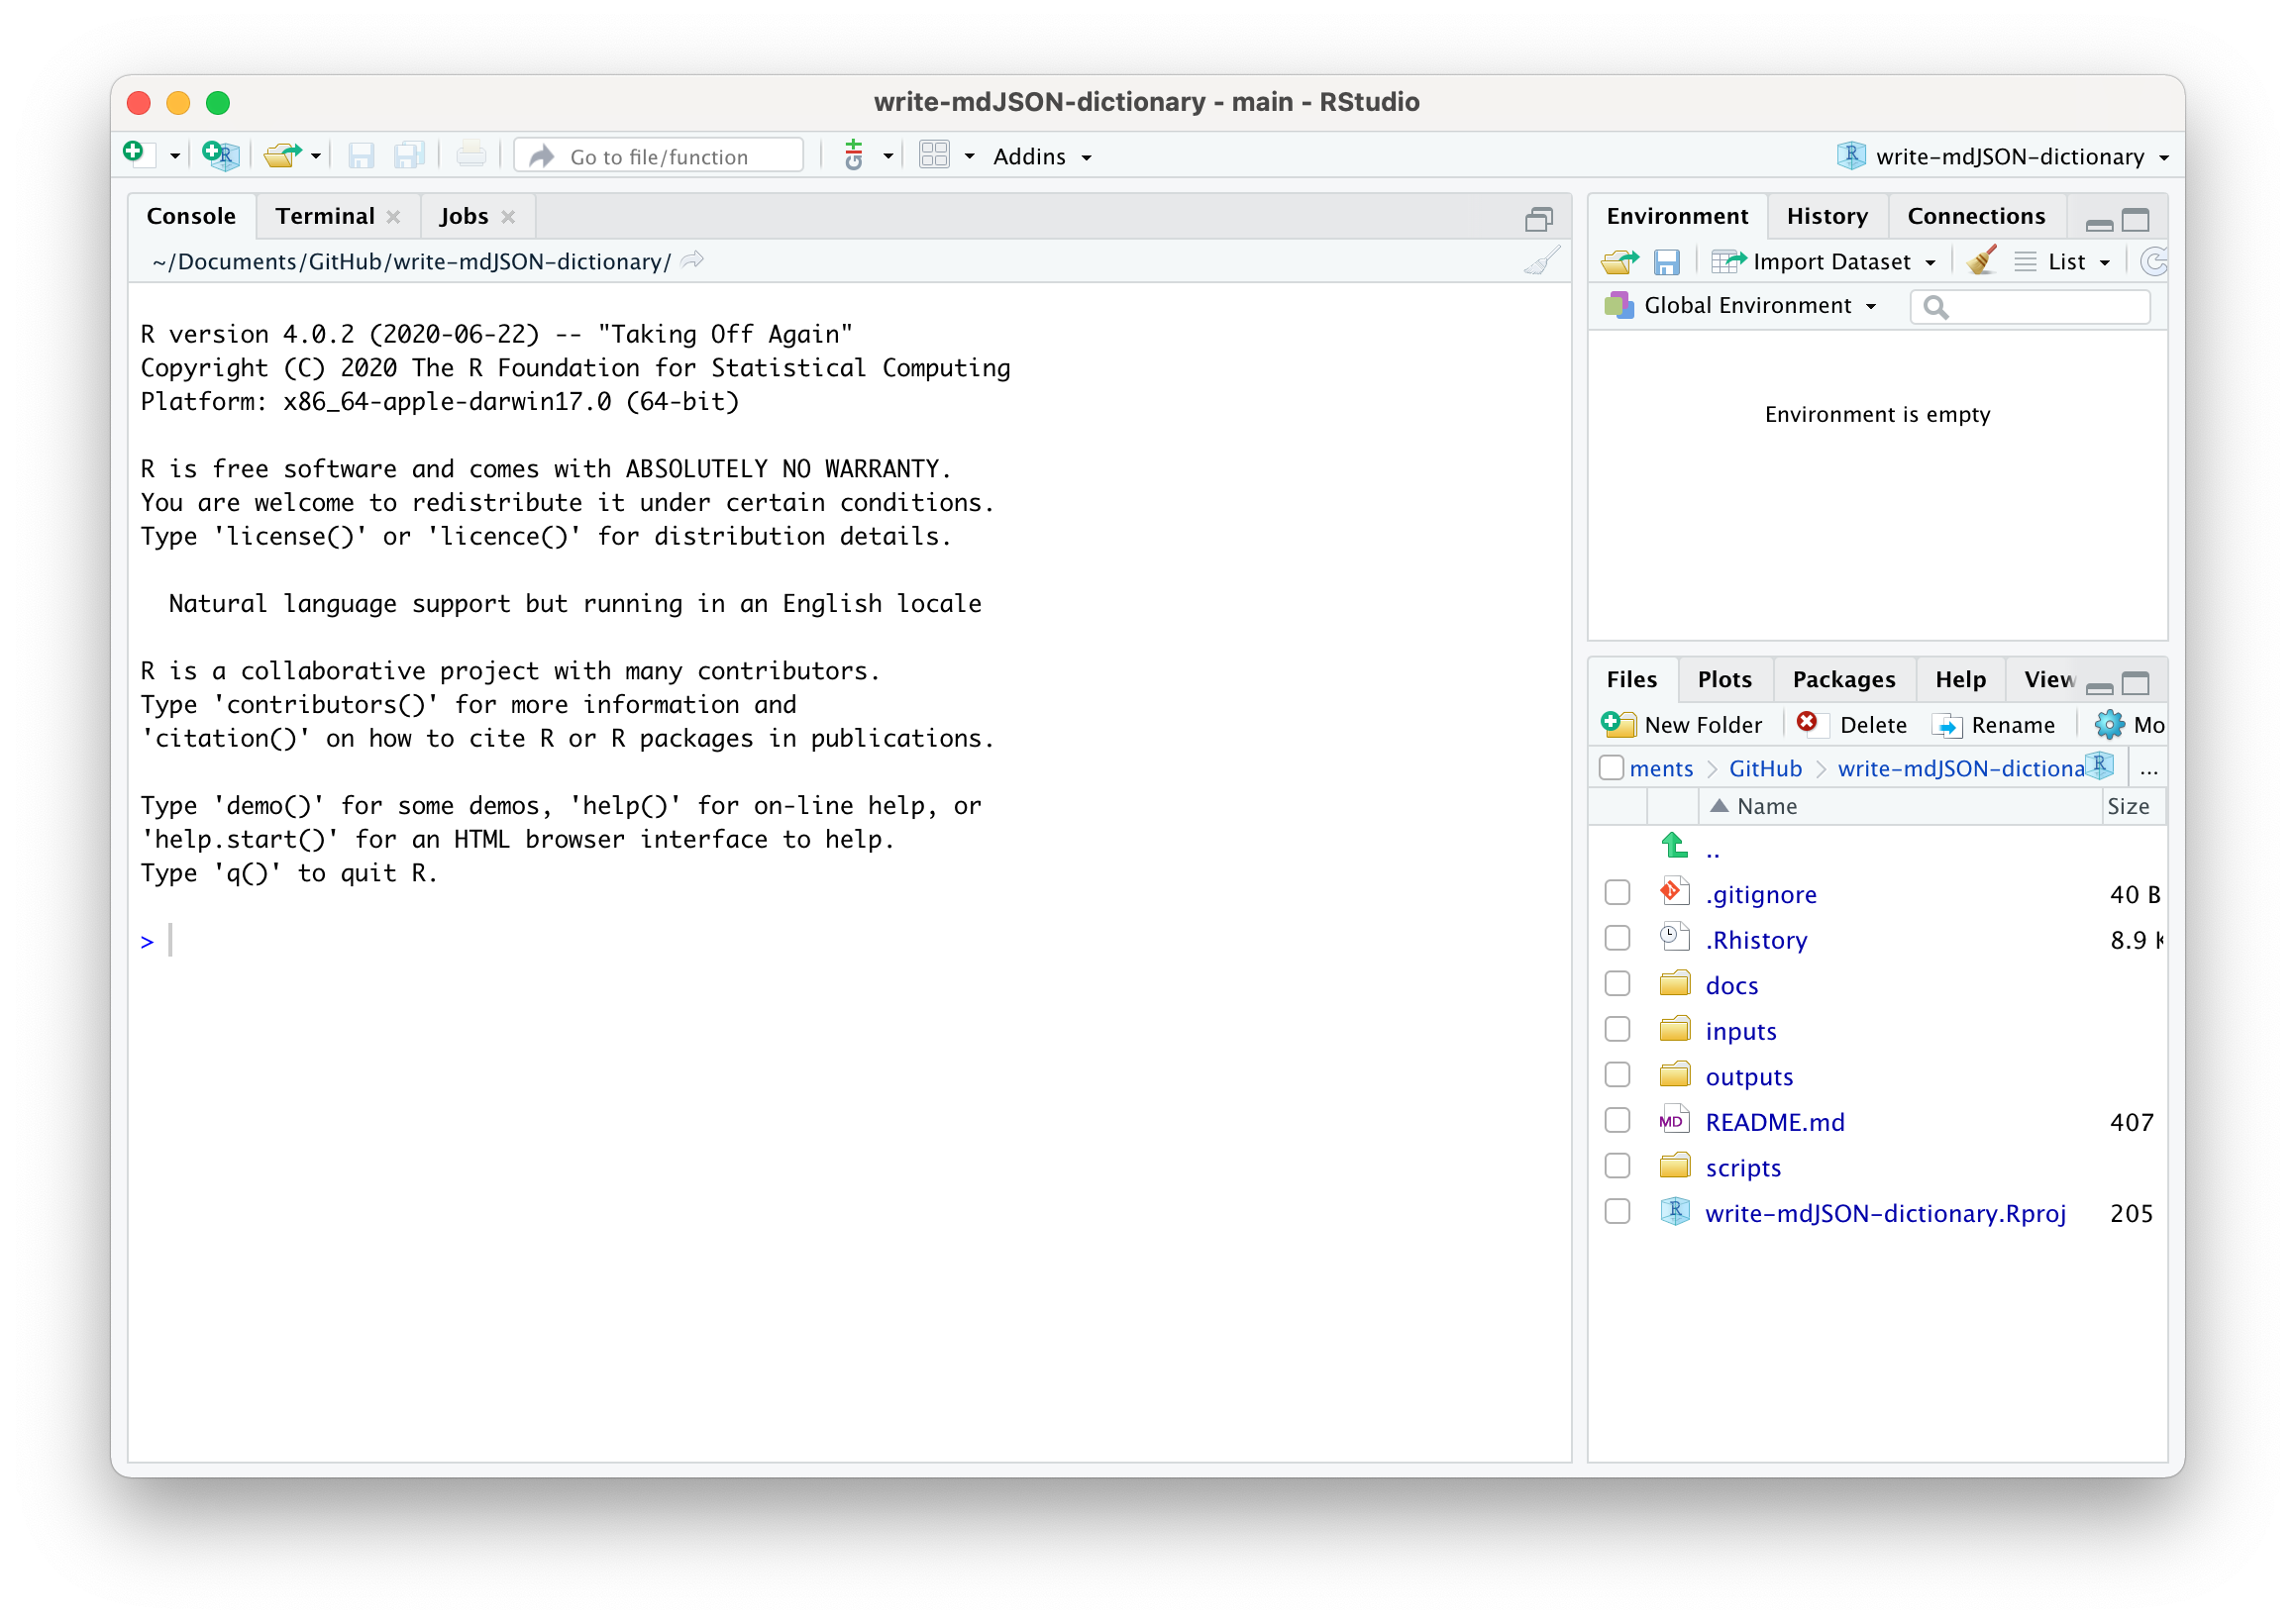 write-mdJSON-dictionary - main - RStudio
Go to file/function
Addins
write-mdJSON-dictionary
Console
Terminal
Jobs
~/Documents/GitHub/write-mdJSON-dictionary/
R version 4.0.2 (2020-06-22) -- "Taking Off Again"
Copyright (C) 2020 The R Foundation for Statistical Computing
Platform: x86_64-apple-darwin17.0 (64-bit)
R is free software and comes with ABSOLUTELY NO WARRANTY.
You are welcome to redistribute it under certain conditions.
Type 'license()' or 'licence()' for distribution details.
Natural language support but running in an English locale
R is a collaborative project with many contributors.
Type 'contributors()' for more information and
'citation()' on how to cite R or R packages in publications.
Type 'demo()' for some demos, 'help()' for on-line help, or
'help.start()' for an HTML browser interface to help.
Type 'q()' to quit R.
>
Environment
History
Connections
Import Dataset
List
Global Environment
Environment is empty
Files
Plots
Packages
Help
View
New Folder
Delete
Rename
Mo
ments > GitHub > write-mdJSON-dictiona
...
Name
Size
..
.gitignore
40 B
.Rhistory
8.9 K
docs
inputs
outputs
README.md
407
scripts
write-mdJSON-dictionary.Rproj
205